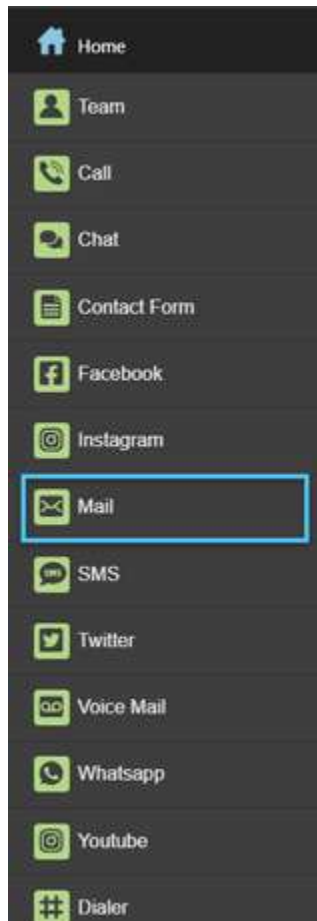 Home
Team
Call
Chat
Contact Form
Facebook
Instagram
Mail
SMS
Twitter
Voice Mail
Whatsapp
Youtube
Dialer